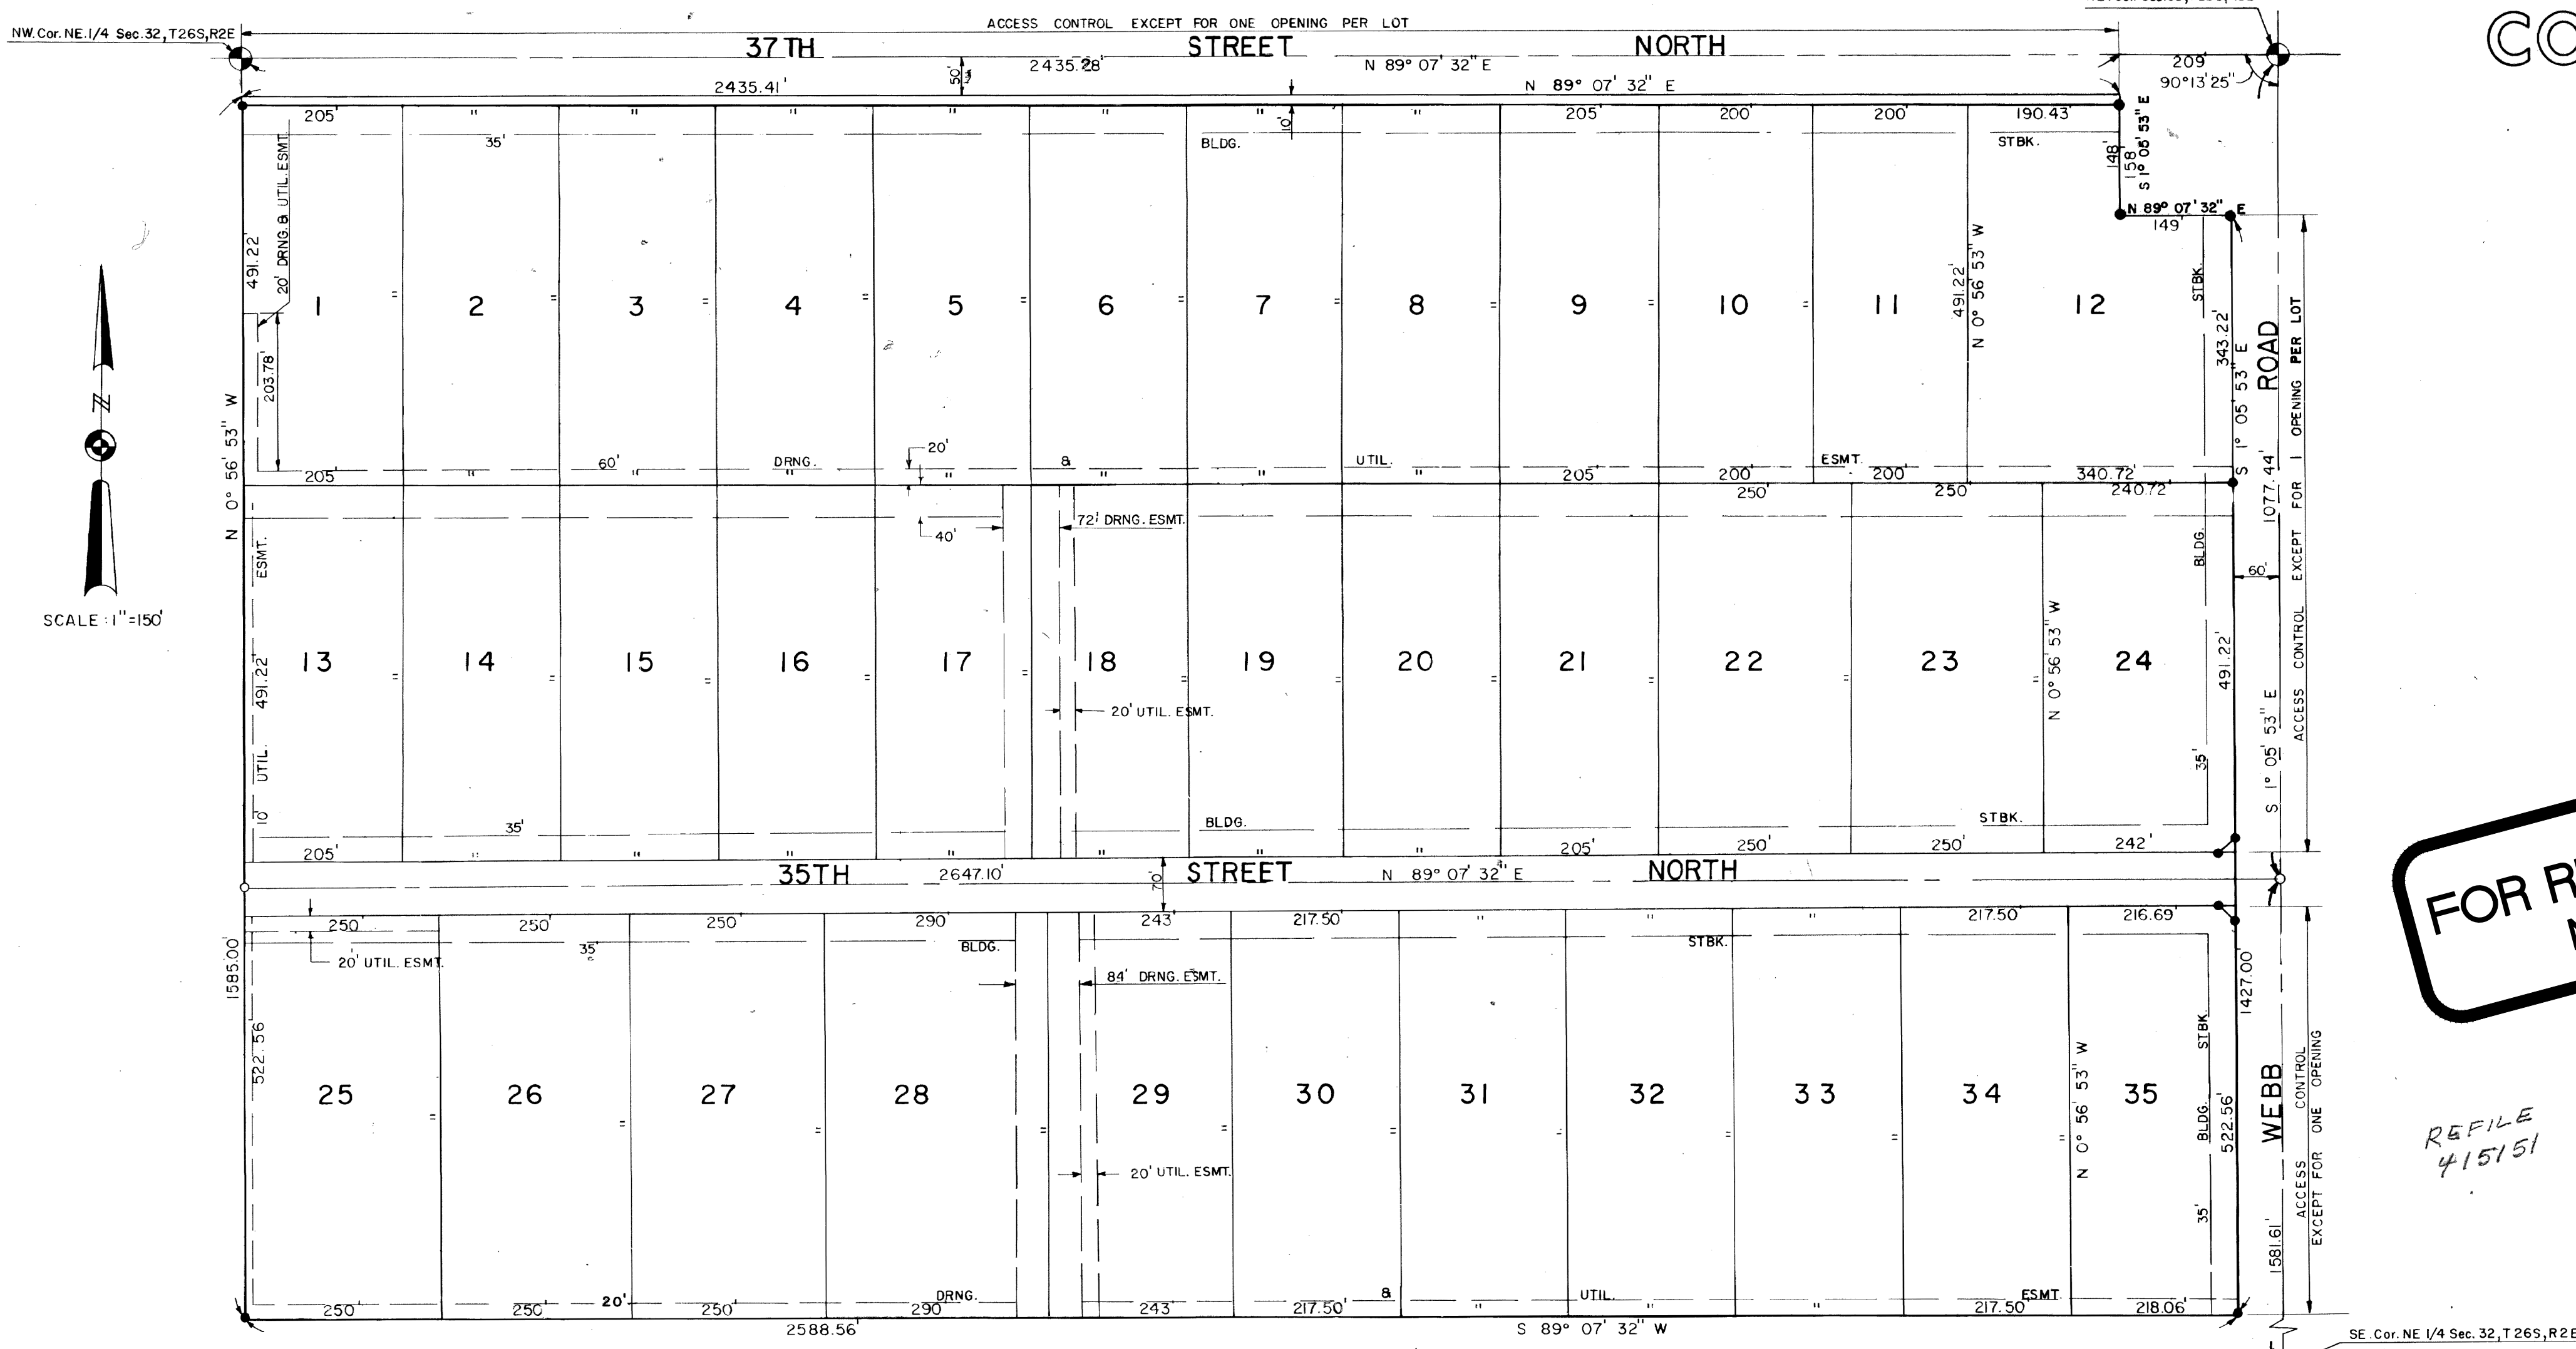 ACCESS CONTROL EXCEPT FOR ONE OPENING PER LOT
NW. Cor. NE. 1/4 Sec. 32, T26S, R2E
37TH STREET NORTH
50'
2435.28'
N 89° 07' 32" E
209'
90° 13' 25"
CO
2435.41'
N 89° 07' 32" E
205' " " " " " " " 205' 200' 200' 190.43'
10'
35'
BLDG.
STBK.
148'
158'
S 1° 05' 53" E
N 89° 07' 32" E
149'
20' DRNG. & UTIL. ESMT.
491.22'
203.78'
N 0° 56' 53" W
1 2 3 4 5 6 7 8 9 10 11 12
= = = = = = = = = =
491.22'
N 0° 56' 53" W
STBK.
343.22'
S 1° 05' 53" E
ROAD
ACCESS CONTROL EXCEPT FOR 1 OPENING PER LOT
1077.44'
N
SCALE : 1"=150'
20'
60' DRNG. & UTIL. ESMT.
205' " " " " " " " 205' 200' 200' 340.72'
250' 250' 240.72'
40'
72' DRNG. ESMT.
BLDG.
60'
10' UTIL. ESMT.
491.22'
13 14 15 16 17 18 19 20 21 22 23 24
= = = = = = = = = = =
N 0° 56' 53" W
491.22'
20' UTIL. ESMT.
35'
S 1° 05' 53" E
35'
BLDG.
STBK.
205' " " " " " " " 205' 250' 250' 242'
35TH STREET NORTH
2647.10'
70'
N 89° 07' 32" E
250' 250' 250' 290' 243' 217.50' " " " 217.50' 216.69'
20' UTIL. ESMT.
35'
BLDG.
STBK.
84' DRNG. ESMT.
1585.00'
522.56'
25 26 27 28 29 30 31 32 33 34 35
= = = = = = = = = =
N 0° 56' 53" W
35' BLDG. STBK.
522.56'
1427.00'
WEBB
1581.61'
ACCESS CONTROL
EXCEPT FOR ONE OPENING
20' UTIL. ESMT.
FOR R
REFILE
415151
20' DRNG. & UTIL. ESMT.
250' 250' 250' 290' 243' 217.50' " " " 217.50' 218.06'
2588.56'
S 89° 07' 32" W
SE. Cor. NE 1/4 Sec. 32, T 26S, R2E